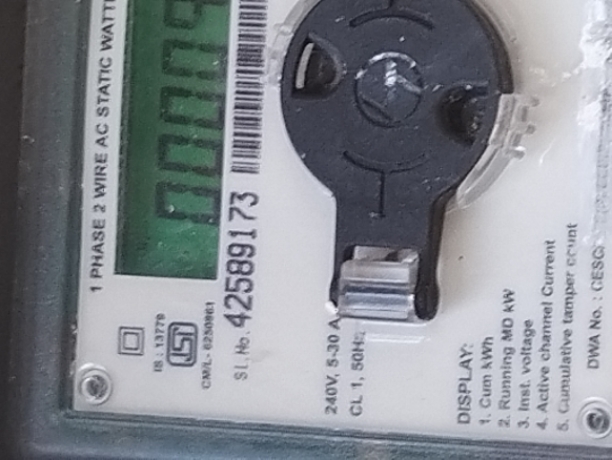 1 PHASE 2 WIRE AC STATIC WATT
0000
IS : 13779
CM/L- 6250861
Sl.No. 42589173
240V, 5-30 A
CL 1, 50Hz
DISPLAY:
1. Cum kWh
2. Running MD kW
3. Inst. voltage
4. Active channel Current
5. Cumulative tamper count
DWA No. : CESC/